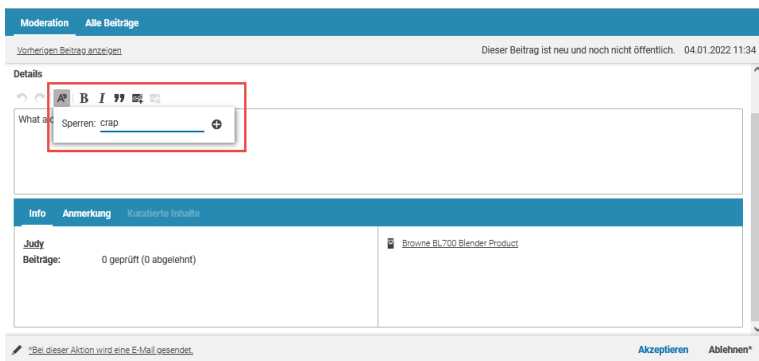 Moderation Alle Beiträge
Vorherigen Beitrag anzeigen Dieser Beitrag ist neu und noch nicht öffentlich. 04.01.2022 11:34
Details
B I
What a c
Sperren: crap
Info Anmerkung Kuratierte Inhalte
Judy
Beiträge: 0 geprüft (0 abgelehnt)
Browne BL700 Blender Product
*Bei dieser Aktion wird eine E-Mail gesendet. Akzeptieren Ablehnen*